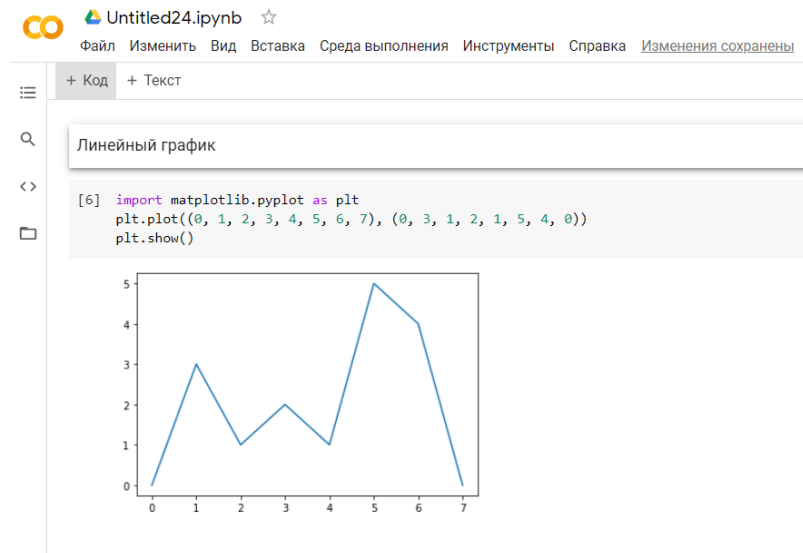 Untitled24.ipynb
Файл Изменить Вид Вставка Среда выполнения Инструменты Справка Изменения сохранены
+ Код + Текст
Линейный график
[6] import matplotlib.pyplot as plt
plt.plot((0, 1, 2, 3, 4, 5, 6, 7), (0, 3, 1, 2, 1, 5, 4, 0))
plt.show()
5
4
3
2
1
0
0 1 2 3 4 5 6 7